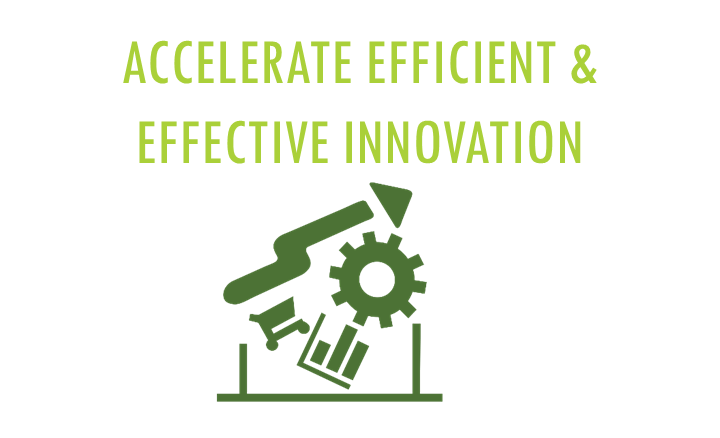 ACCELERATE EFFICIENT &
EFFECTIVE INNOVATION